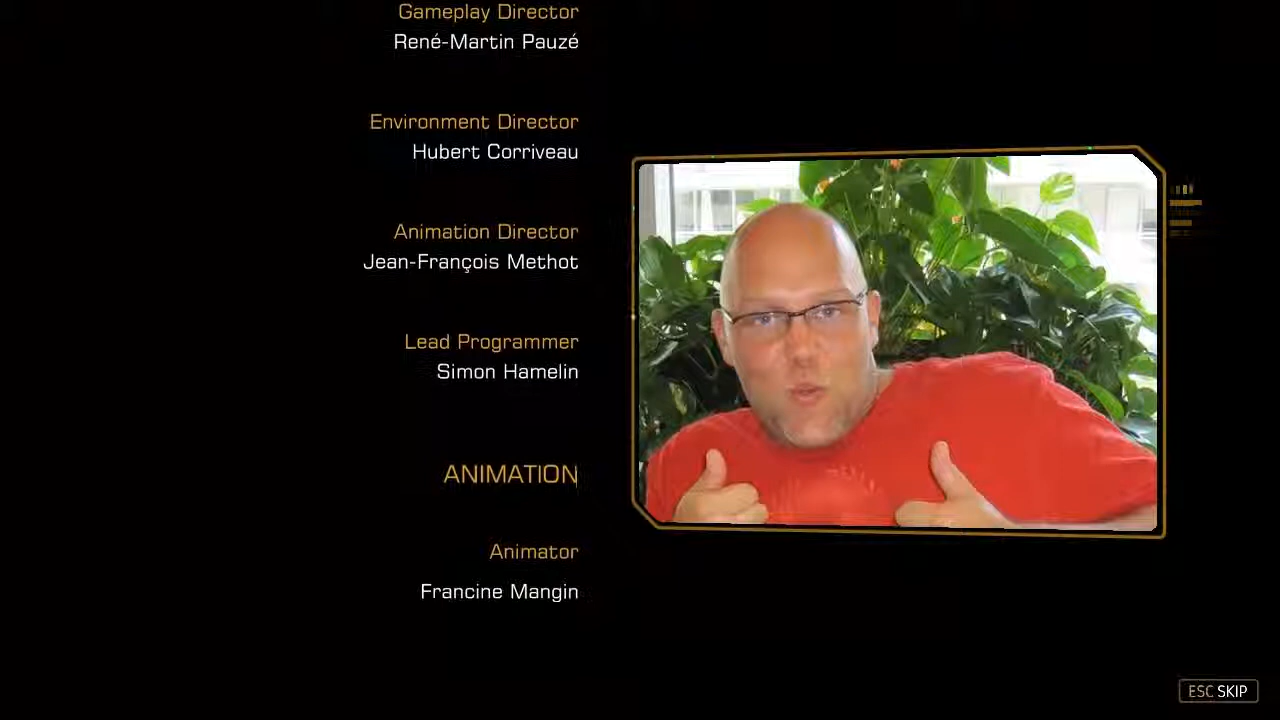 Gameplay Director
René-Martin Pauzé
Environment Director
Hubert Corriveau
Animation Director
Jean-François Methot
Lead Programmer
Simon Hamelin
ANIMATION
Animator
Francine Mangin
ESC SKIP